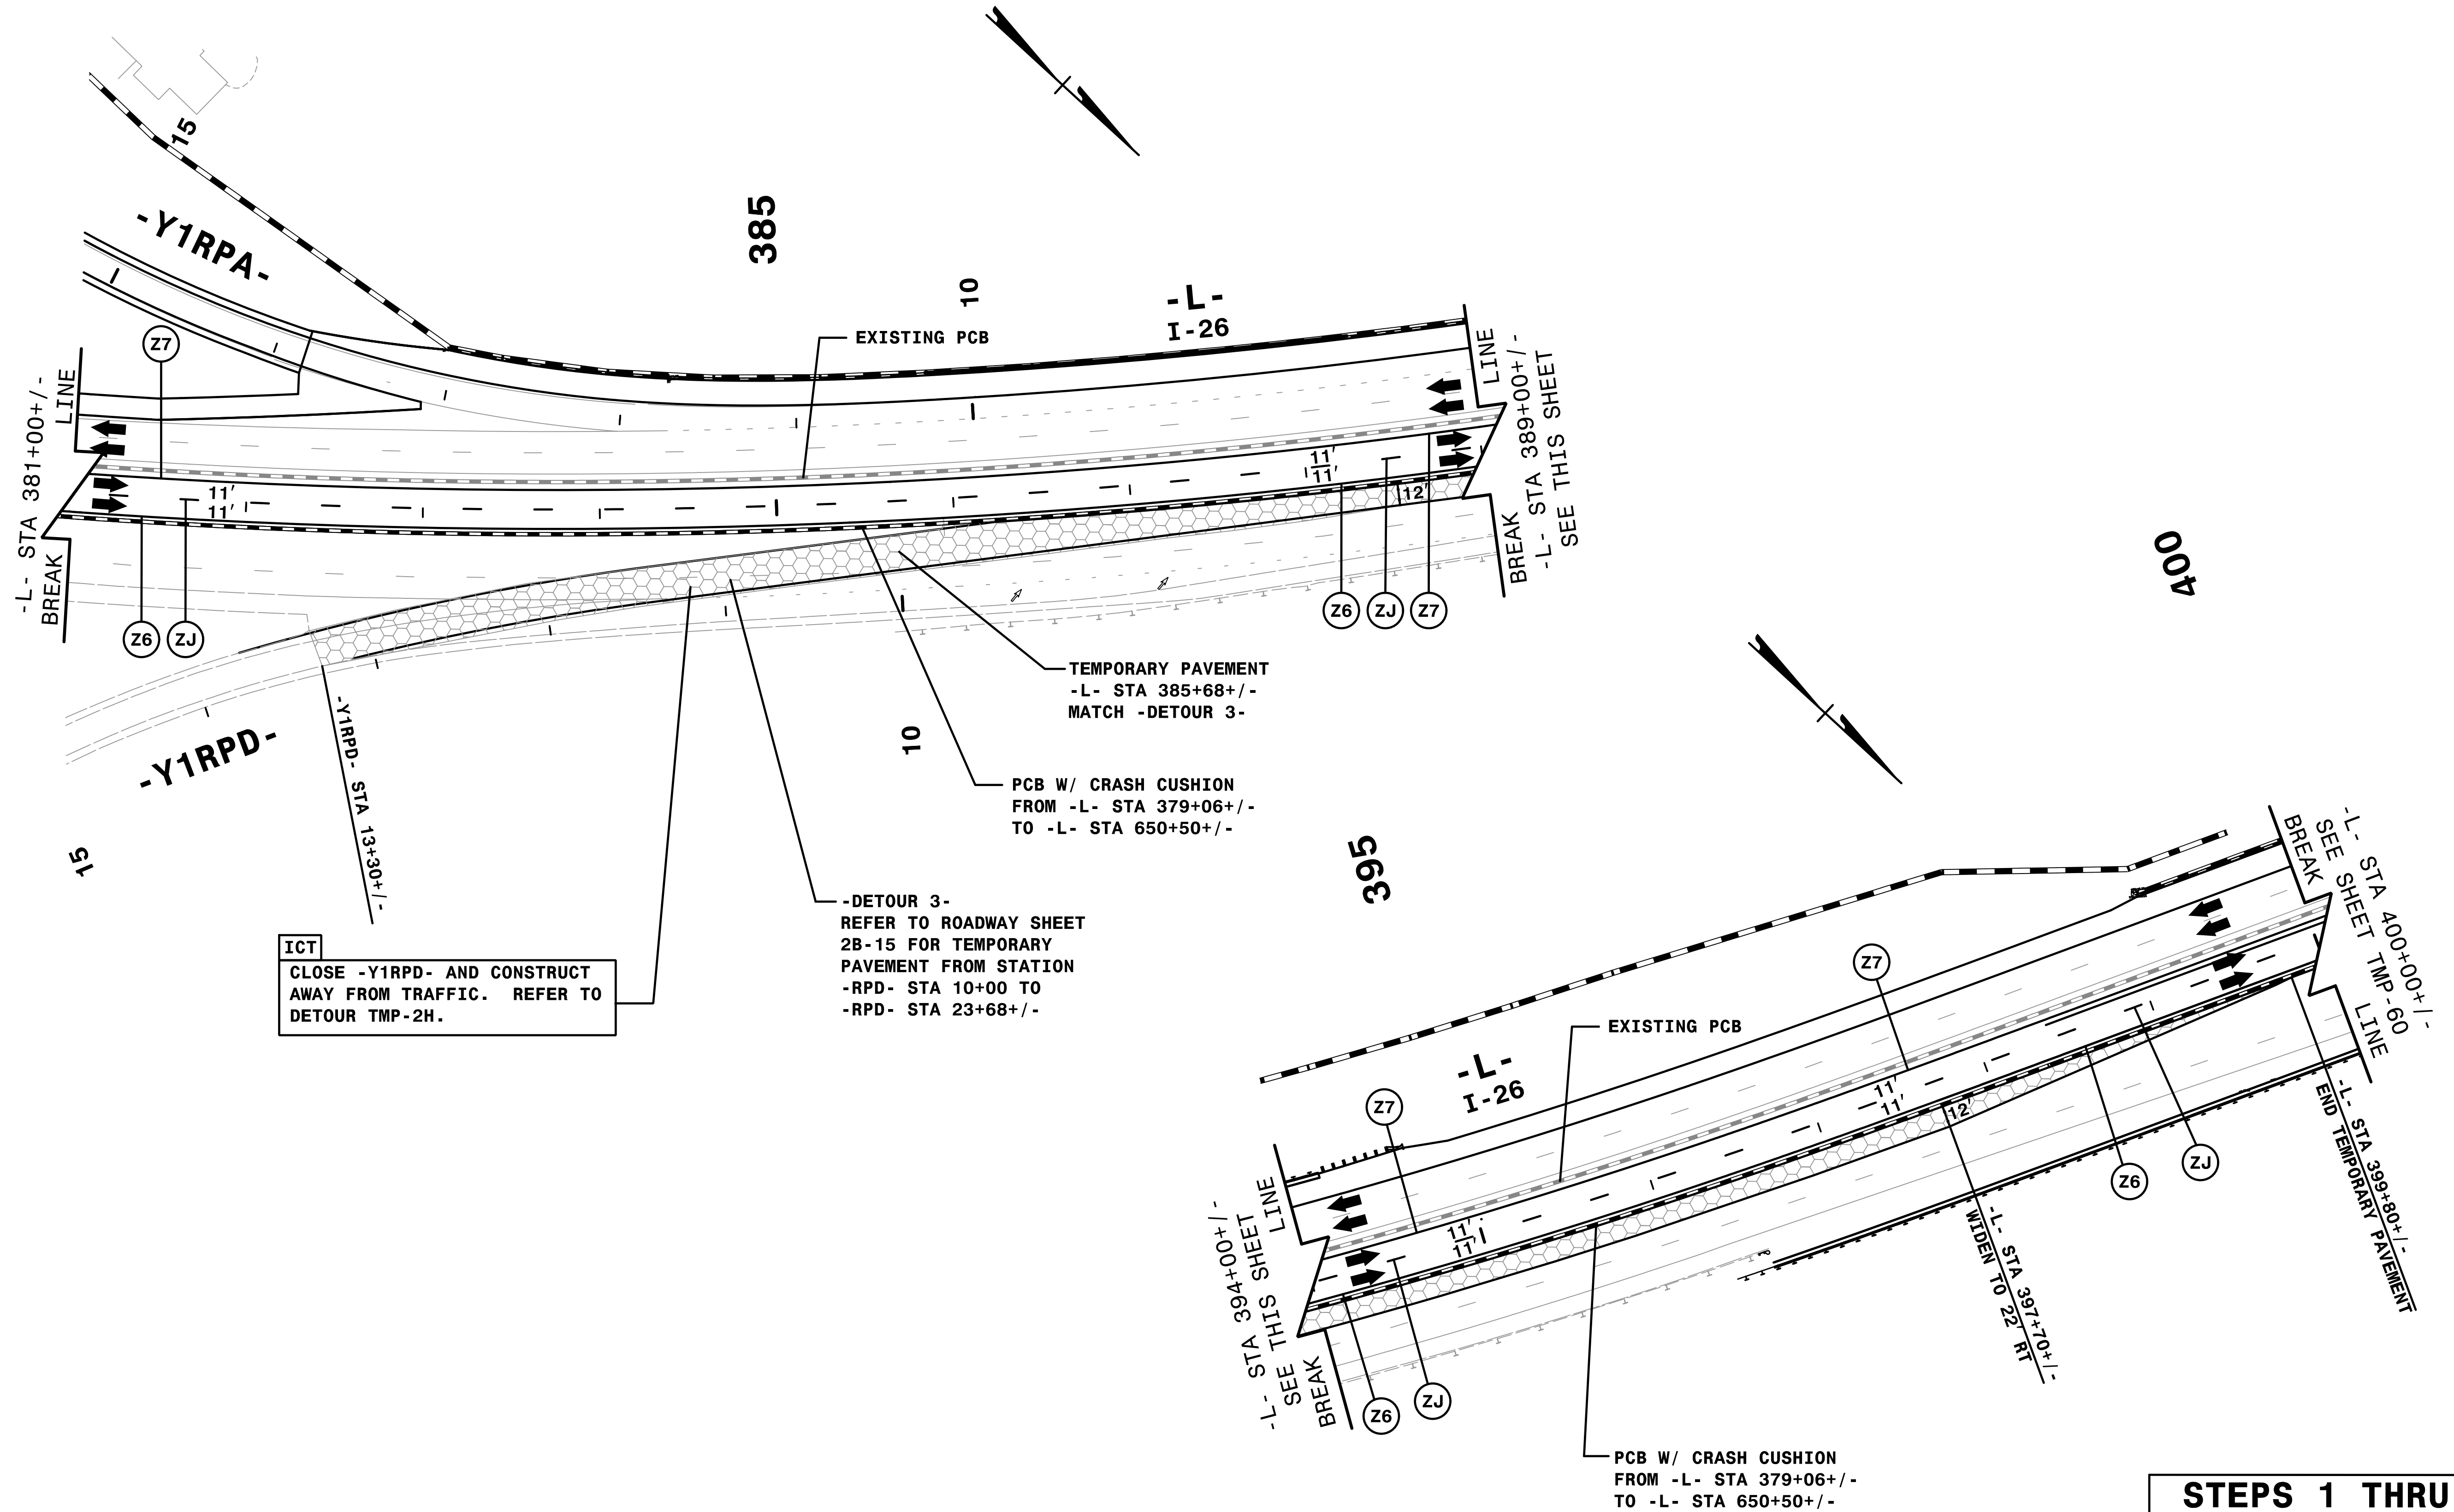 15
-Y1RPA-
385
10
-L-
I-26
EXISTING PCB
Z7
-L- STA 381+00+/-
BREAK
LINE
11'
11'
Z6
ZJ
11'
11'
12'
LINE
BREAK
-L- STA 389+00+/-
SEE THIS SHEET
Z6
ZJ
Z7
TEMPORARY PAVEMENT
-L- STA 385+68+/-
MATCH -DETOUR 3-
10
PCB W/ CRASH CUSHION
FROM -L- STA 379+06+/-
TO -L- STA 650+50+/-
-Y1RPD-
-Y1RPD- STA 13+30+/-
15
-DETOUR 3-
REFER TO ROADWAY SHEET
2B-15 FOR TEMPORARY
PAVEMENT FROM STATION
-RPD- STA 10+00 TO
-RPD- STA 23+68+/-
ICT
CLOSE -Y1RPD- AND CONSTRUCT
AWAY FROM TRAFFIC. REFER TO
DETOUR TMP-2H.
400
395
-L- STA 400+00+/-
SEE SHEET TMP-60
BREAK
LINE
Z7
EXISTING PCB
-L-
I-26
Z7
11'
11'
12'
11'
11'
-L- STA 394+00+/-
SEE THIS SHEET
BREAK
LINE
Z6
ZJ
Z6
ZJ
-L- STA 397+70+/-
WIDEN TO 22' RT
-L- STA 399+80+/-
END TEMPORARY PAVEMENT
PCB W/ CRASH CUSHION
FROM -L- STA 379+06+/-
TO -L- STA 650+50+/-
STEPS 1 THRU